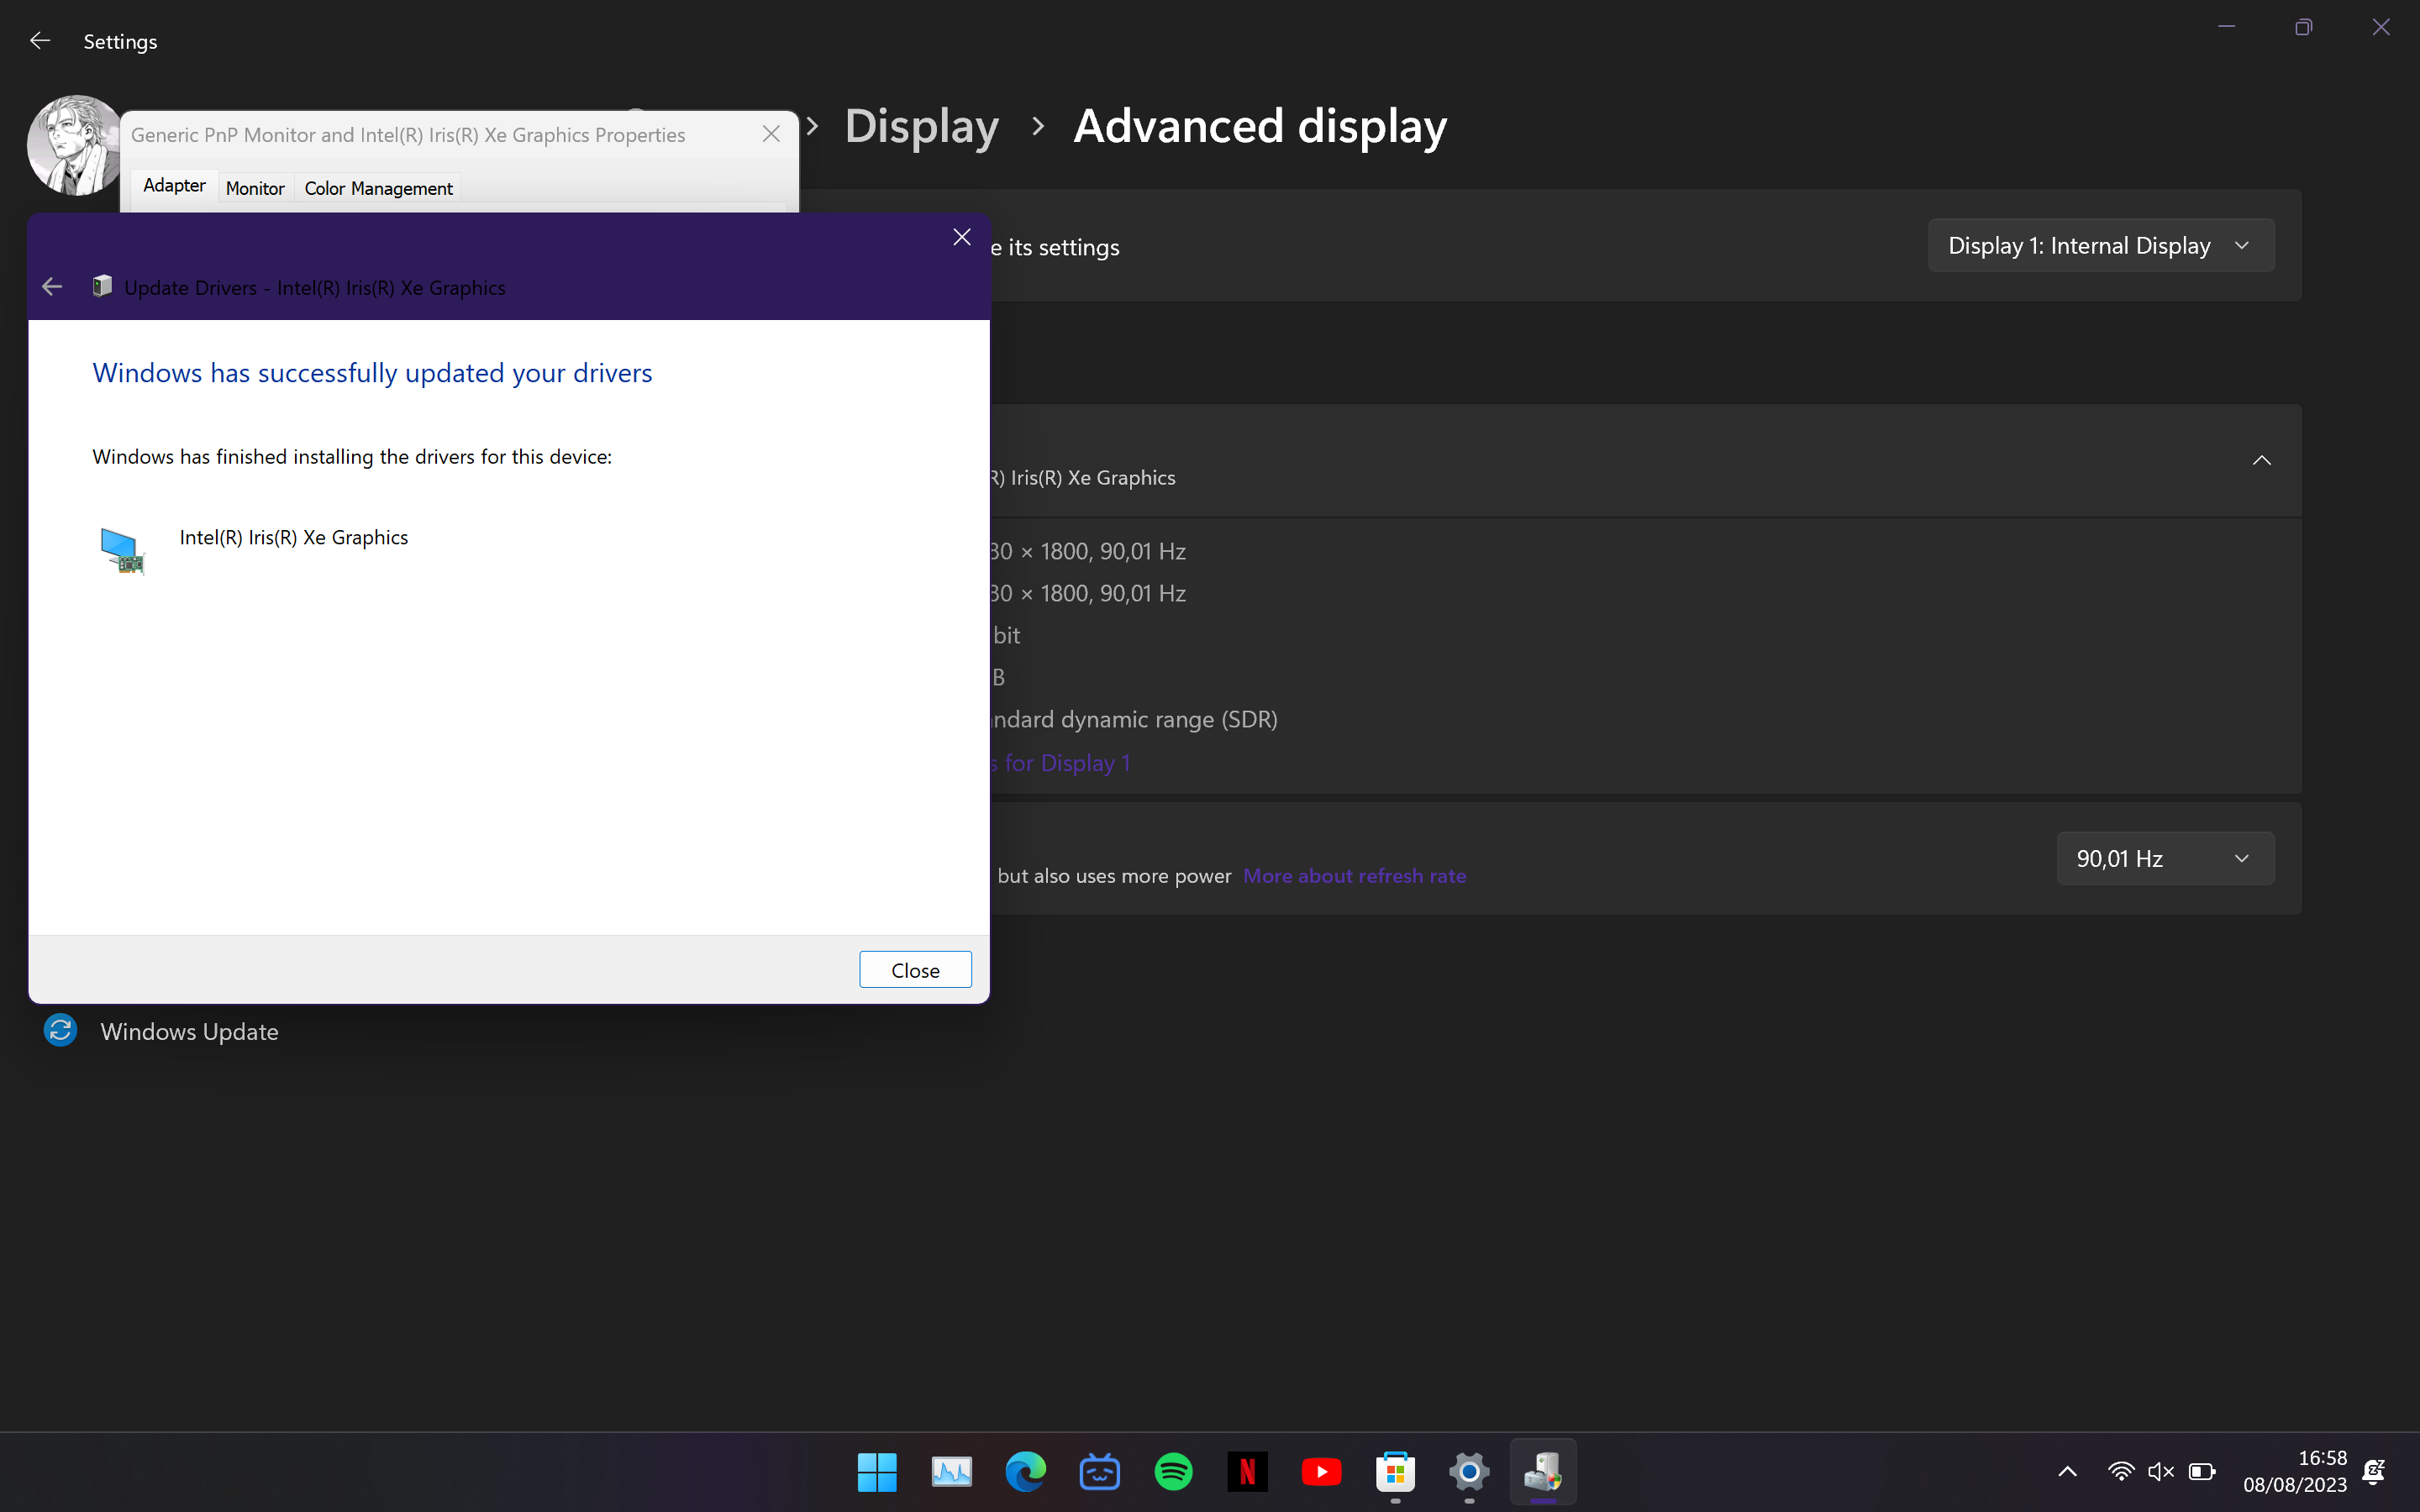 Settings
Display > Advanced display
Generic PnP Monitor and Intel(R) Iris(R) Xe Graphics Properties
Adapter
Monitor
Color Management
e its settings
Display 1: Internal Display
Update Drivers - Intel(R) Iris(R) Xe Graphics
Windows has successfully updated your drivers
Windows has finished installing the drivers for this device:
Intel(R) Iris(R) Xe Graphics
R) Iris(R) Xe Graphics
80 × 1800, 90,01 Hz
80 × 1800, 90,01 Hz
bit
B
ndard dynamic range (SDR)
s for Display 1
but also uses more power More about refresh rate
90,01 Hz
Close
Windows Update
16:58
08/08/2023